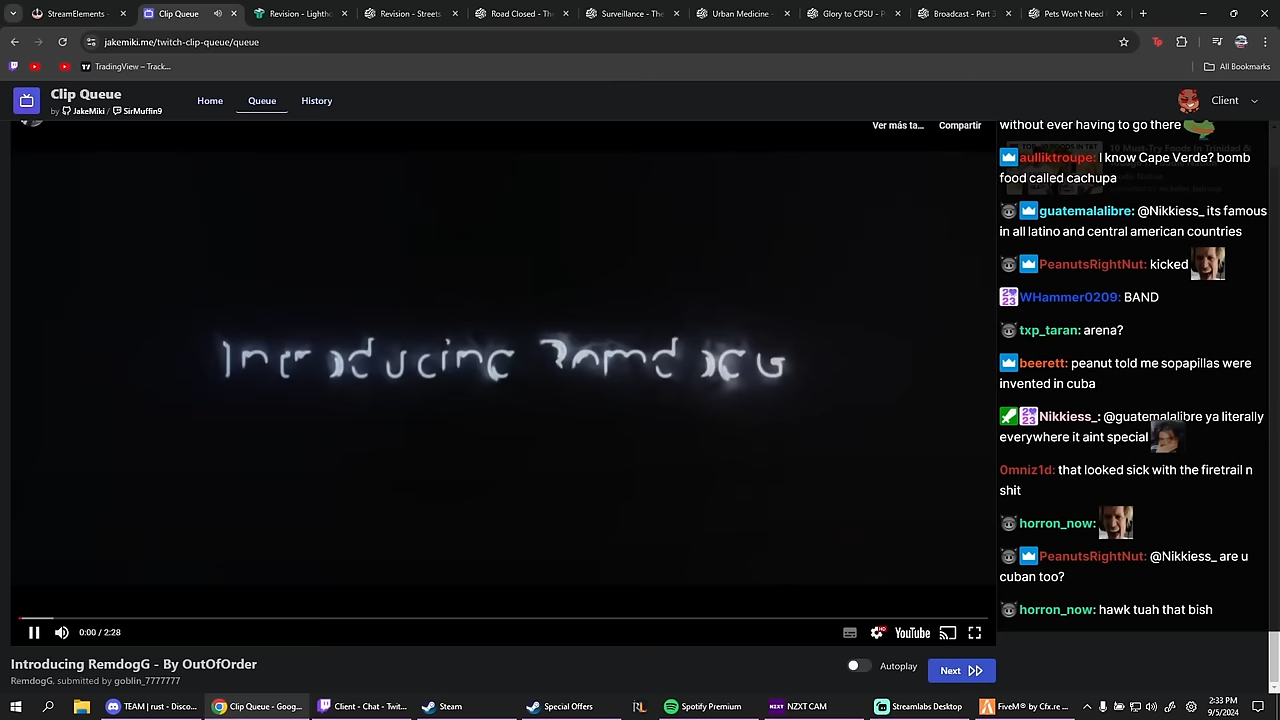 StreamElements -
Clip Queue
Revision - Lightho
Revision - Streets
Road Closed - The
Surveillance - The
Urban Medicine -
Glory to CPSU - P
Broadcast - Part 3
Pets Won't Need
jakemiki.me/twitch-clip-queue/queue
TradingView – Track...
All Bookmarks
Clip Queue
by JakeMiki / SirMuffin9
Home
Queue
History
Client
Ver más ta...
Compartir
without ever having to go there
aulliktroupe: I know Cape Verde? bomb
food called cachupa
guatemalalibre: @Nikkiess_ its famous
in all latino and central american countries
PeanutsRightNut: kicked
WHammer0209: BAND
txp_taran: arena?
beerett: peanut told me sopapillas were
invented in cuba
Nikkiess_: @guatemalalibre ya literally
everywhere it aint special
0mniz1d: that looked sick with the firetrail n
shit
horron_now:
PeanutsRightNut: @Nikkiess_ are u
cuban too?
horron_now: hawk tuah that bish
Introducing RemdogG
0:00 / 2:28
HD
YouTube
Introducing RemdogG - By OutOfOrder
RemdogG. submitted by goblin_7777777
Autoplay
Next
TEAM | rust - Disco...
Clip Queue - Goog...
Client - Chat - Twit...
Steam
Special Offers
RL
Spotify Premium
NZXT CAM
Streamlabs Desktop
FiveM® by Cfx.re ...
2:33 PM
9/5/2024